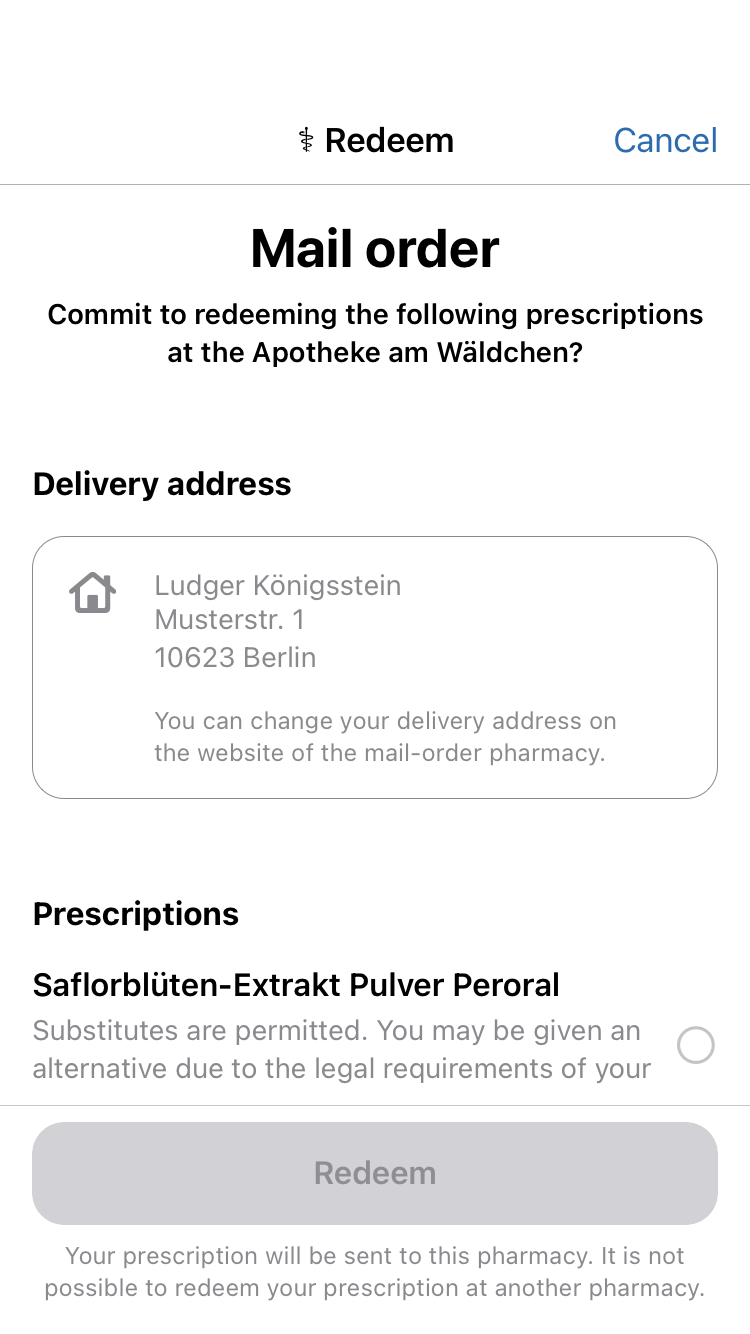 ⚕ Redeem
Cancel
Mail order
Commit to redeeming the following prescriptions
at the Apotheke am Wäldchen?
Delivery address
Ludger Königsstein
Musterstr. 1
10623 Berlin
You can change your delivery address on
the website of the mail-order pharmacy.
Prescriptions
Saflorblüten-Extrakt Pulver Peroral
Substitutes are permitted. You may be given an
alternative due to the legal requirements of your
Redeem
Your prescription will be sent to this pharmacy. It is not
possible to redeem your prescription at another pharmacy.